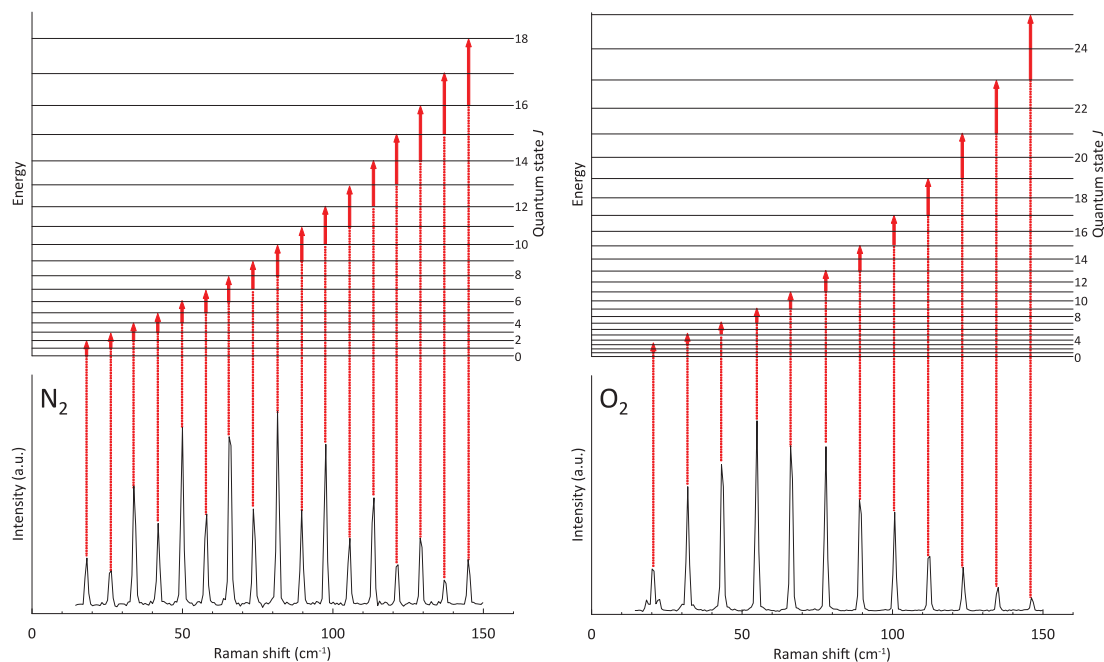 18
16
14
12
10
8
6
4
2
0
Energy
Quantum state J
N2
Intensity (a.u.)
0 50 100 150
Raman shift (cm-1)
24
22
20
18
16
14
12
10
8
4
0
Energy
Quantum state J
O2
Intensity (a.u.)
0 50 100 150
Raman shift (cm-1)